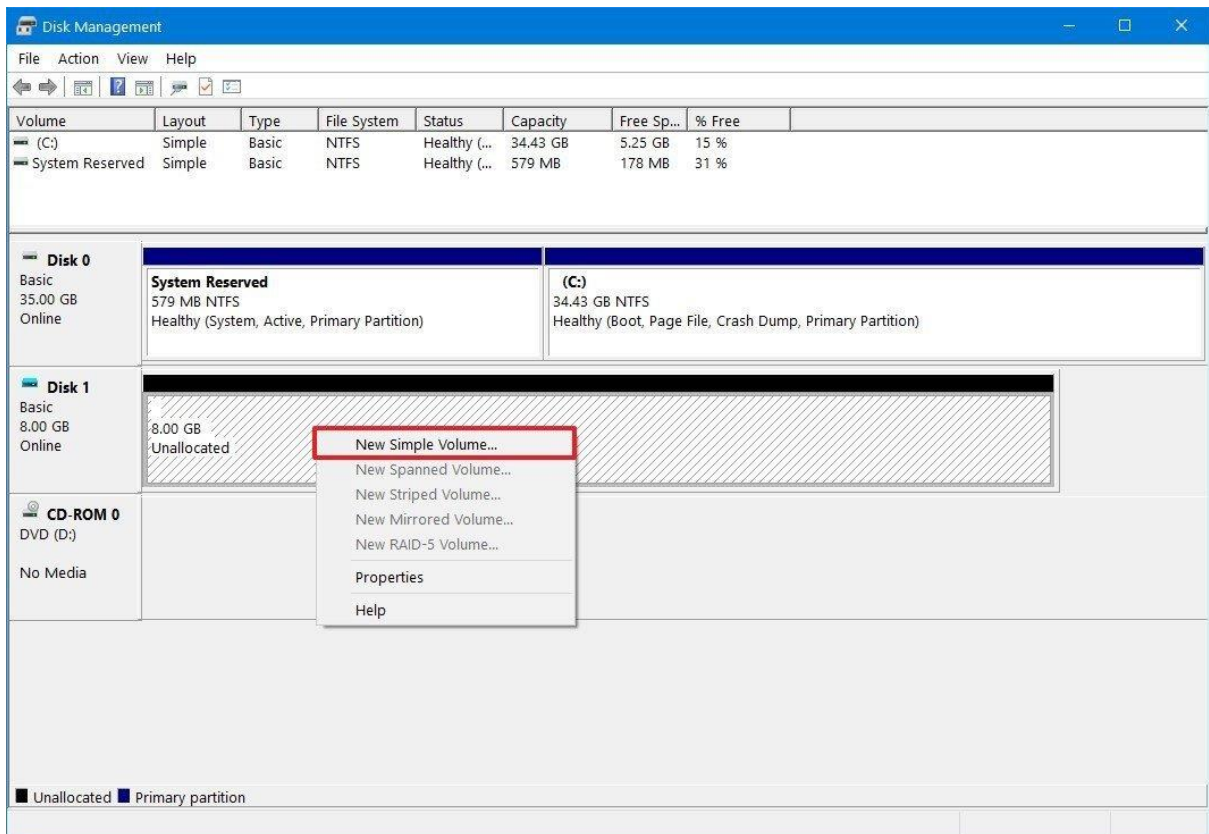 Disk Management
File Action View Help
Volume Layout Type File System Status Capacity Free Sp... % Free
(C:) Simple Basic NTFS Healthy (... 34.43 GB 5.25 GB 15 %
System Reserved Simple Basic NTFS Healthy (... 579 MB 178 MB 31 %
Disk 0
Basic
35.00 GB
Online
System Reserved
579 MB NTFS
Healthy (System, Active, Primary Partition)
(C:)
34.43 GB NTFS
Healthy (Boot, Page File, Crash Dump, Primary Partition)
Disk 1
Basic
8.00 GB
Online
8.00 GB
Unallocated
New Simple Volume...
New Spanned Volume...
New Striped Volume...
New Mirrored Volume...
New RAID-5 Volume...
Properties
Help
CD-ROM 0
DVD (D:)
No Media
Unallocated Primary partition